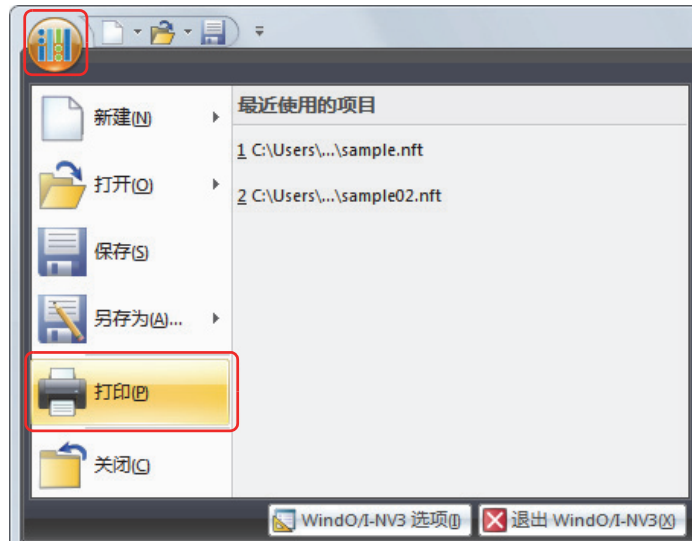 新建(N)
打开(O)
保存(S)
另存为(A)...
打印(P)
关闭(C)
最近使用的项目
1 C:\Users\...\sample.nft
2 C:\Users\...\sample02.nft
WindO/I-NV3 选项(I)
退出 WindO/I-NV3(X)